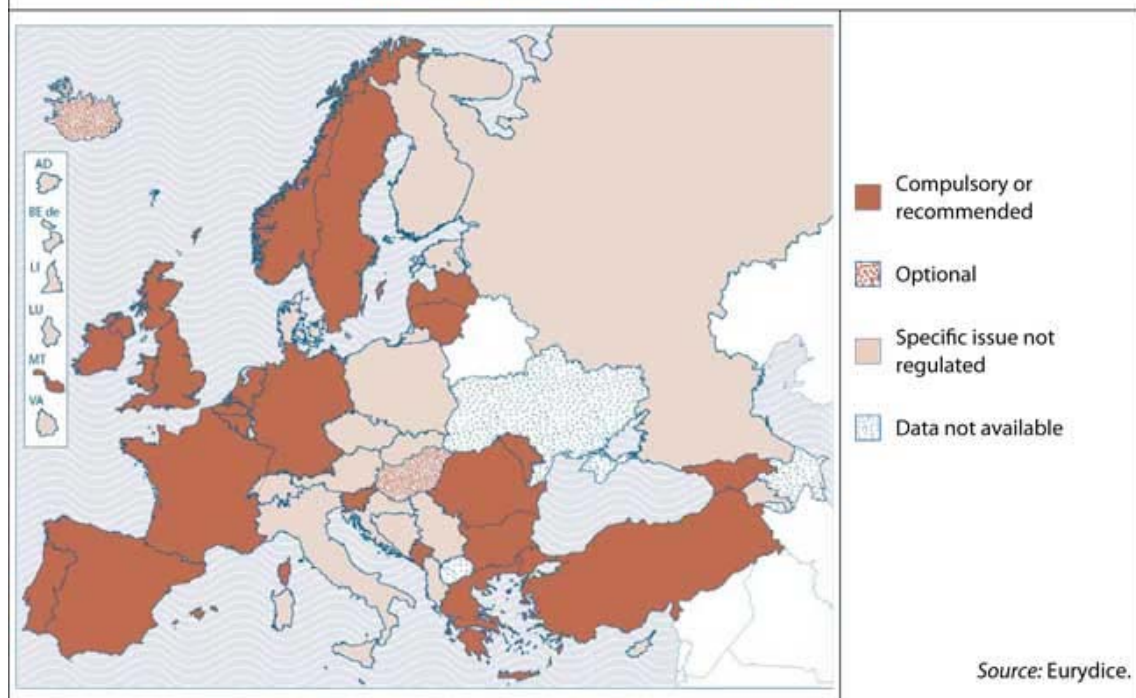 AD
BE de
LI
LU
MT
VA
Compulsory or
recommended
Optional
Specific issue not
regulated
Data not available
Source: Eurydice.